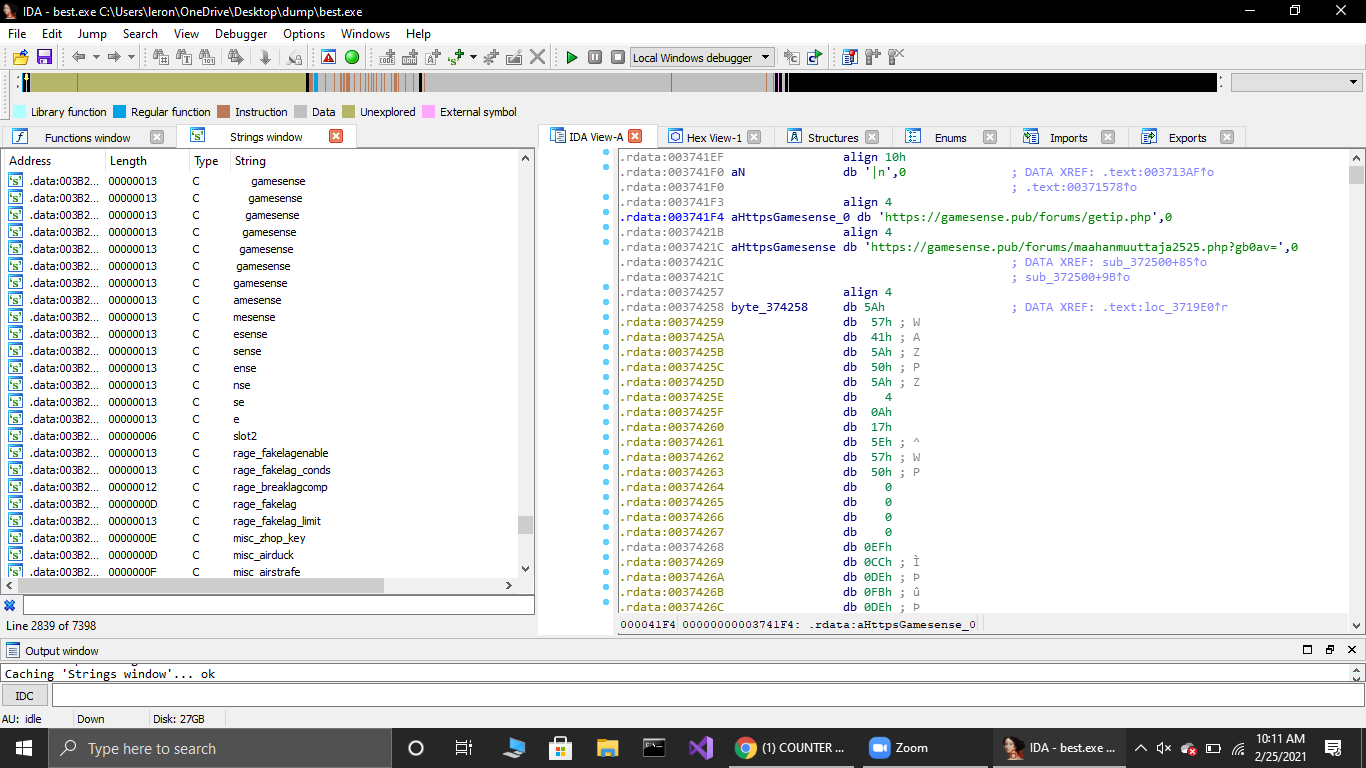 IDA - best.exe C:\Users\leron\OneDrive\Desktop\dump\best.exe
File Edit Jump Search View Debugger Options Windows Help
Local Windows debugger
Library function Regular function Instruction Data Unexplored External symbol
Functions window Strings window
IDA View-A Hex View-1 Structures Enums Imports Exports
Address Length Type String
.data:003B2... 00000013 C gamesense
.data:003B2... 00000013 C gamesense
.data:003B2... 00000013 C gamesense
.data:003B2... 00000013 C gamesense
.data:003B2... 00000013 C gamesense
.data:003B2... 00000013 C gamesense
.data:003B2... 00000013 C gamesense
.data:003B2... 00000013 C amesense
.data:003B2... 00000013 C mesense
.data:003B2... 00000013 C esense
.data:003B2... 00000013 C sense
.data:003B2... 00000013 C ense
.data:003B2... 00000013 C nse
.data:003B2... 00000013 C se
.data:003B2... 00000013 C e
.data:003B2... 00000006 C slot2
.data:003B2... 00000013 C rage_fakelagenable
.data:003B2... 00000013 C rage_fakelag_conds
.data:003B2... 00000012 C rage_breaklagcomp
.data:003B2... 0000000D C rage_fakelag
.data:003B2... 00000013 C rage_fakelag_limit
.data:003B2... 0000000E C misc_zhop_key
.data:003B2... 0000000D C misc_airduck
.data:003B2... 0000000F C misc_airstrafe
Line 2839 of 7398
.rdata:003741EF align 10h
.rdata:003741F0 aN db '|n',0 ; DATA XREF: .text:003713AF↑o
.rdata:003741F0 ; .text:00371578↑o
.rdata:003741F3 align 4
.rdata:003741F4 aHttpsGamesense_0 db 'https://gamesense.pub/forums/getip.php',0
.rdata:0037421B align 4
.rdata:0037421C aHttpsGamesense db 'https://gamesense.pub/forums/maahanmuuttaja2525.php?gb0av=',0
.rdata:0037421C ; DATA XREF: sub_372500+85↑o
.rdata:0037421C ; sub_372500+9B↑o
.rdata:00374257 align 4
.rdata:00374258 byte_374258 db 5Ah ; DATA XREF: .text:loc_3719E0↑r
.rdata:00374259 db 57h ; W
.rdata:0037425A db 41h ; A
.rdata:0037425B db 5Ah ; Z
.rdata:0037425C db 50h ; P
.rdata:0037425D db 5Ah ; Z
.rdata:0037425E db 4
.rdata:0037425F db 0Ah
.rdata:00374260 db 17h
.rdata:00374261 db 5Eh ; ^
.rdata:00374262 db 57h ; W
.rdata:00374263 db 50h ; P
.rdata:00374264 db 0
.rdata:00374265 db 0
.rdata:00374266 db 0
.rdata:00374267 db 0
.rdata:00374268 db 0EFh
.rdata:00374269 db 0CCh ; Ì
.rdata:0037426A db 0DEh ; Þ
.rdata:0037426B db 0FBh ; û
.rdata:0037426C db 0DEh ; Þ
000041F4 00000000003741F4: .rdata:aHttpsGamesense_0
Output window
Caching 'Strings window'... ok
IDC
AU: idle Down Disk: 27GB
Type here to search
(1) COUNTER ...
Zoom
IDA - best.exe ...
10:11 AM
2/25/2021